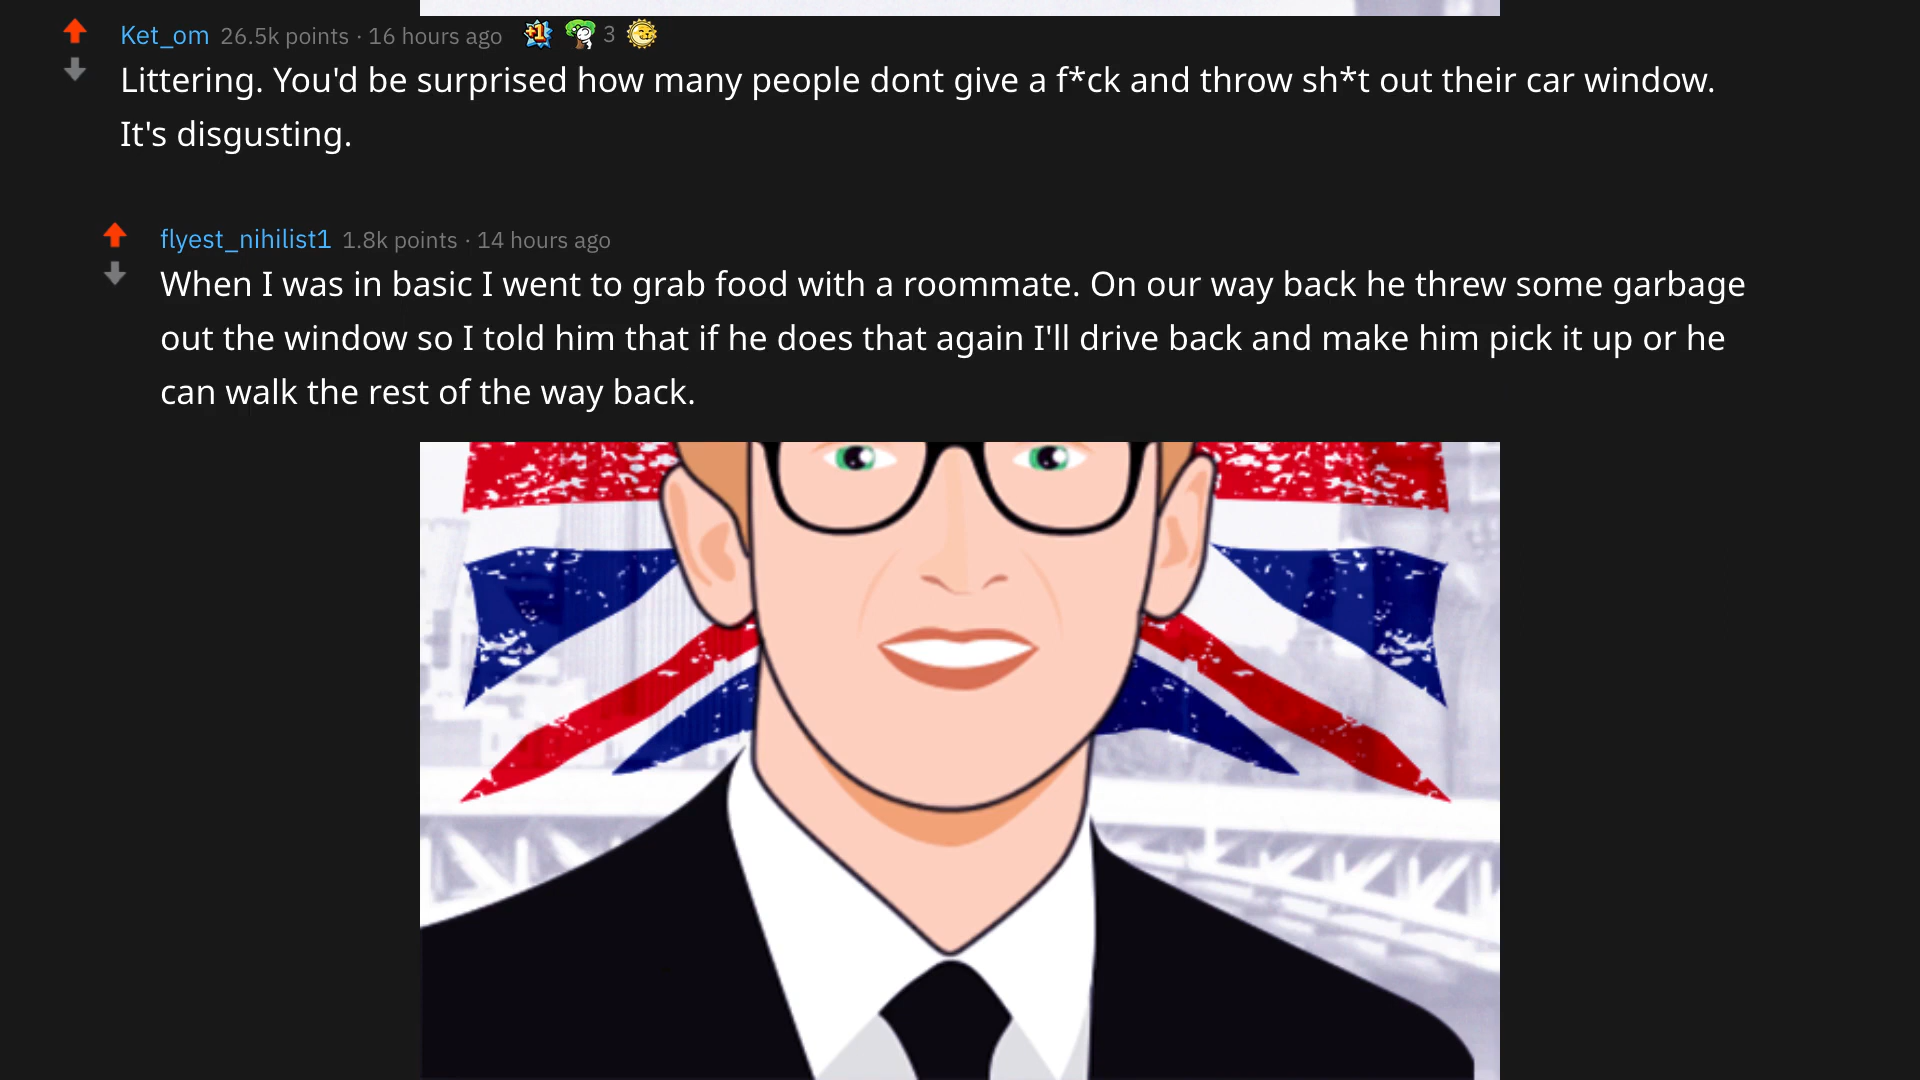 Ket_om 26.5k points · 16 hours ago +1 3
Littering. You'd be surprised how many people dont give a f*ck and throw sh*t out their car window.
It's disgusting.
flyest_nihilist1 1.8k points · 14 hours ago
When I was in basic I went to grab food with a roommate. On our way back he threw some garbage
out the window so I told him that if he does that again I'll drive back and make him pick it up or he
can walk the rest of the way back.